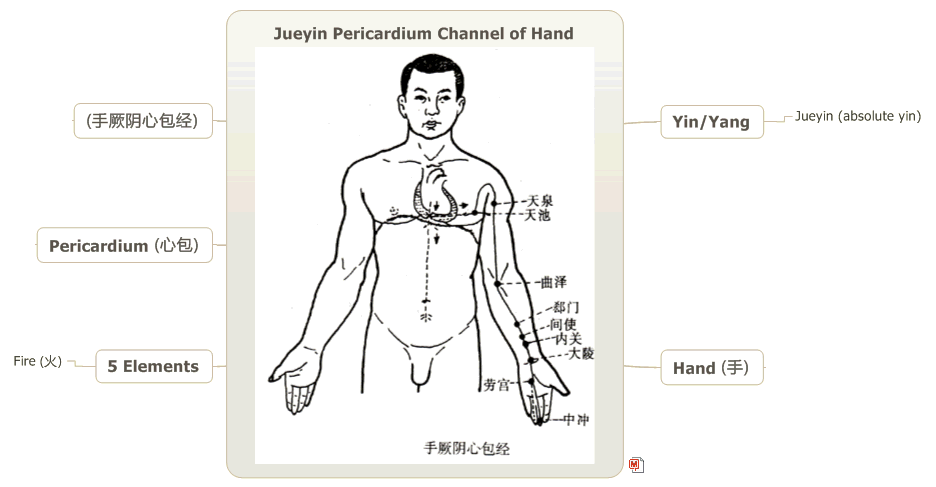 Jueyin Pericardium Channel of Hand
(手厥阴心包经)
Pericardium (心包)
Fire (火)
5 Elements
Yin/Yang
Jueyin (absolute yin)
Hand (手)
天泉
天池
曲泽
郄门
间使
内关
大陵
劳宫
中冲
手厥阴心包经
M